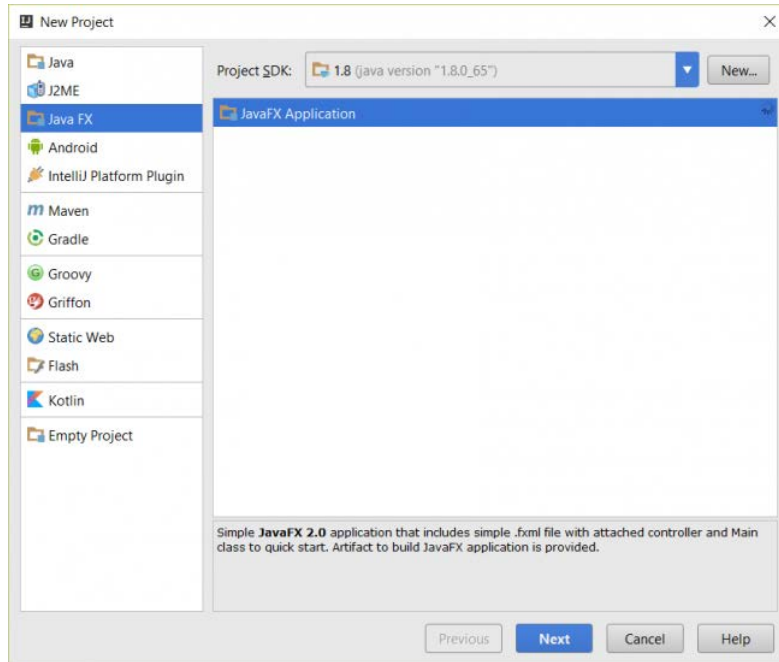 New Project
Java
J2ME
Java FX
Android
IntelliJ Platform Plugin
Maven
Gradle
Groovy
Griffon
Static Web
Flash
Kotlin
Empty Project
Project SDK: 1.8 (java version "1.8.0_65") New...
JavaFX Application
Simple JavaFX 2.0 application that includes simple .fxml file with attached controller and Main
class to quick start. Artifact to build JavaFX application is provided.
Previous Next Cancel Help